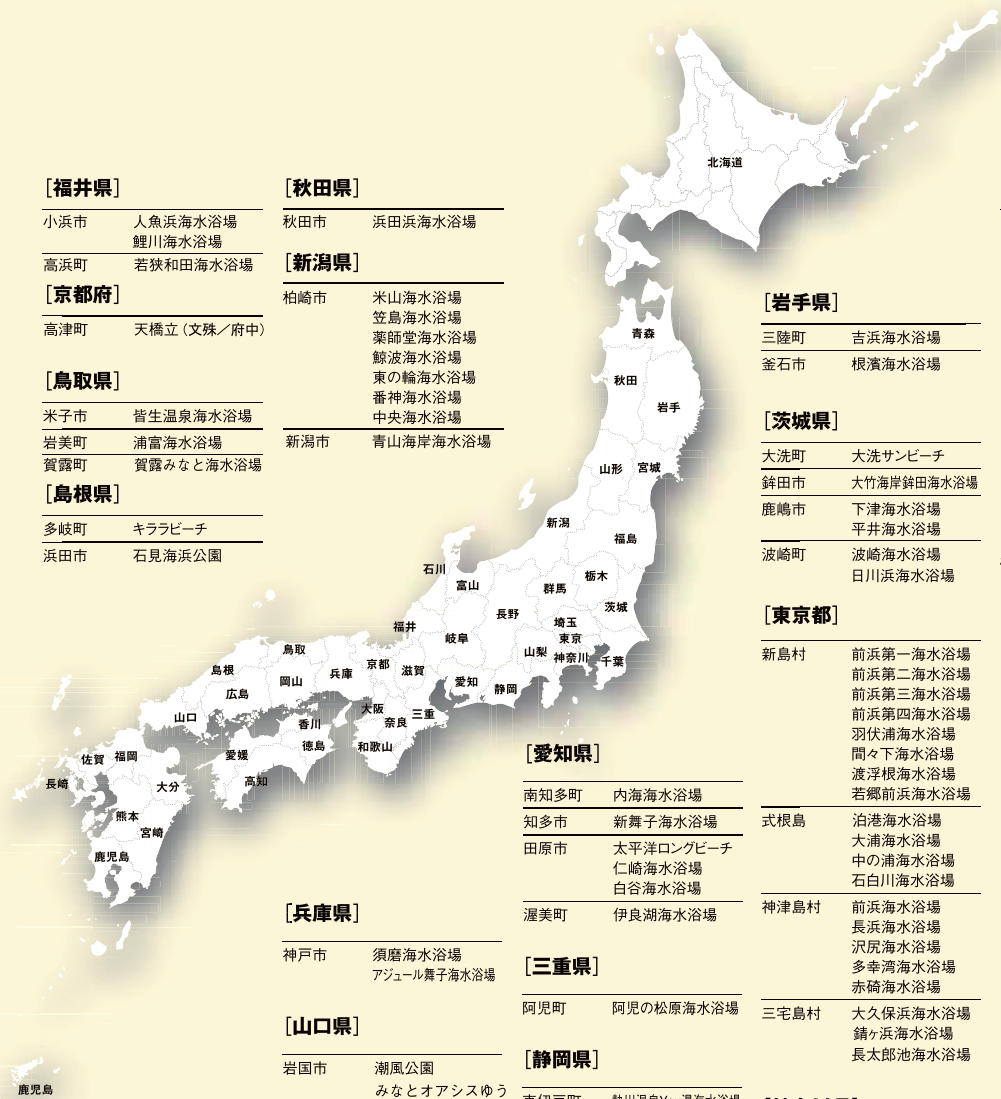 [福井県]
小浜市 人魚浜海水浴場
鯉川海水浴場
高浜町 若狭和田海水浴場
[京都府]
高津町 天橋立（文殊／府中）
[鳥取県]
米子市 皆生温泉海水浴場
岩美町 浦富海水浴場
賀露町 賀露みなと海水浴場
[島根県]
多岐町 キララビーチ
浜田市 石見海浜公園
[秋田県]
秋田市 浜田浜海水浴場
[新潟県]
柏崎市 米山海水浴場
笠島海水浴場
薬師堂海水浴場
鯨波海水浴場
東の輪海水浴場
番神海水浴場
中央海水浴場
新潟市 青山海岸海水浴場
北海道
青森
秋田
岩手
山形 宮城
新潟
福島
石川
富山
群馬
栃木
長野
茨城
福井
岐阜
埼玉
東京
山梨
神奈川
千葉
鳥取
島根
岡山
兵庫
京都
滋賀
愛知
静岡
広島
山口
大阪
奈良
三重
香川
徳島
和歌山
愛媛
高知
佐賀
福岡
長崎
大分
熊本
宮崎
鹿児島
鹿児島
[兵庫県]
神戸市 須磨海水浴場
アジュール舞子海水浴場
[山口県]
岩国市 潮風公園
みなとオアシスゆう
[愛知県]
南知多町 内海海水浴場
知多市 新舞子海水浴場
田原市 太平洋ロングビーチ
仁崎海水浴場
白谷海水浴場
渥美町 伊良湖海水浴場
[三重県]
阿児町 阿児の松原海水浴場
[静岡県]
[岩手県]
三陸町 吉浜海水浴場
釜石市 根濱海水浴場
[茨城県]
大洗町 大洗サンビーチ
鉾田市 大竹海岸鉾田海水浴場
鹿嶋市 下津海水浴場
平井海水浴場
波崎町 波崎海水浴場
日川浜海水浴場
[東京都]
新島村 前浜第一海水浴場
前浜第二海水浴場
前浜第三海水浴場
前浜第四海水浴場
羽伏浦海水浴場
間々下海水浴場
渡浮根海水浴場
若郷前浜海水浴場
式根島 泊港海水浴場
大浦海水浴場
中の浦海水浴場
石白川海水浴場
神津島村 前浜海水浴場
長浜海水浴場
沢尻海水浴場
多幸湾海水浴場
赤碕海水浴場
三宅島村 大久保浜海水浴場
錆ヶ浜海水浴場
長太郎池海水浴場